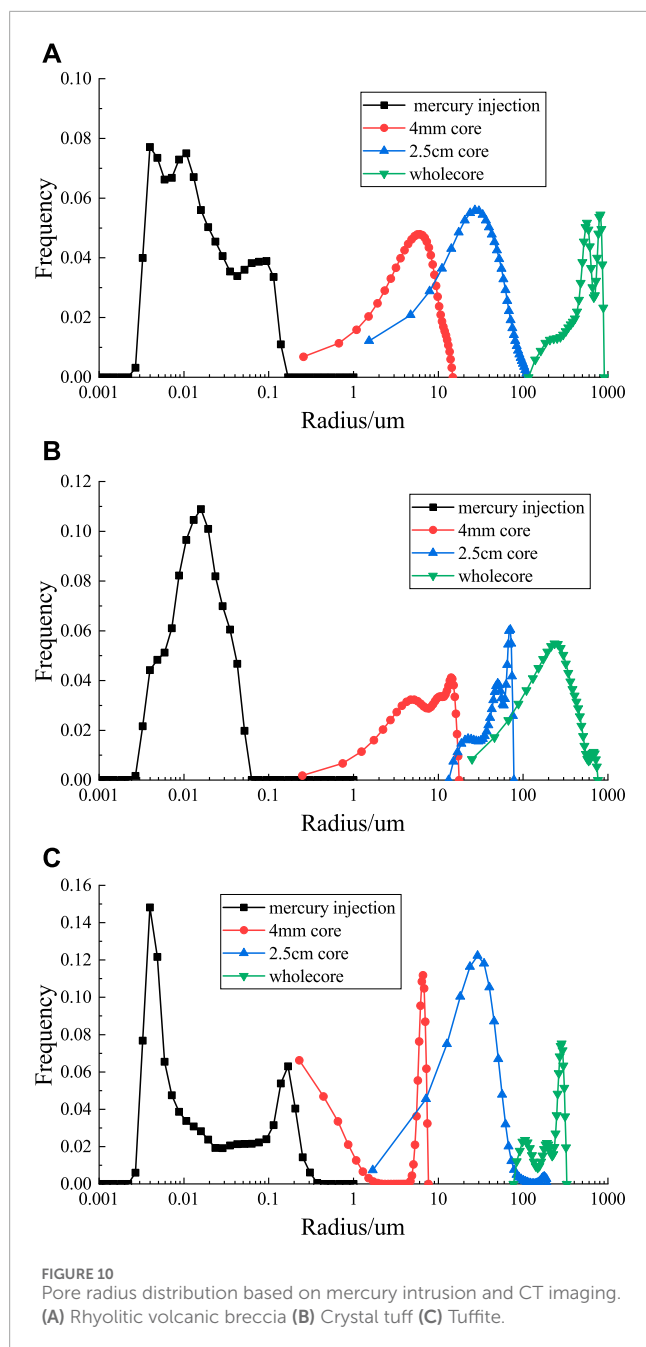 A
0.10
0.08
0.06
0.04
0.02
0.00
Frequency
mercury injection
4mm core
2.5cm core
wholecore
0.001 0.01 0.1 1 10 100 1000
Radius/um
B
0.12
0.10
0.08
0.06
0.04
0.02
0.00
Frequency
mercury injection
4mm core
2.5cm core
wholecore
0.001 0.01 0.1 1 10 100 1000
Radius/um
C
0.16
0.14
0.12
0.10
0.08
0.06
0.04
0.02
0.00
Frequency
mercury injection
4mm core
2.5cm core
wholecore
0.001 0.01 0.1 1 10 100 1000
Radius/um
FIGURE 10
Pore radius distribution based on mercury intrusion and CT imaging.
(A) Rhyolitic volcanic breccia (B) Crystal tuff (C) Tuffite.